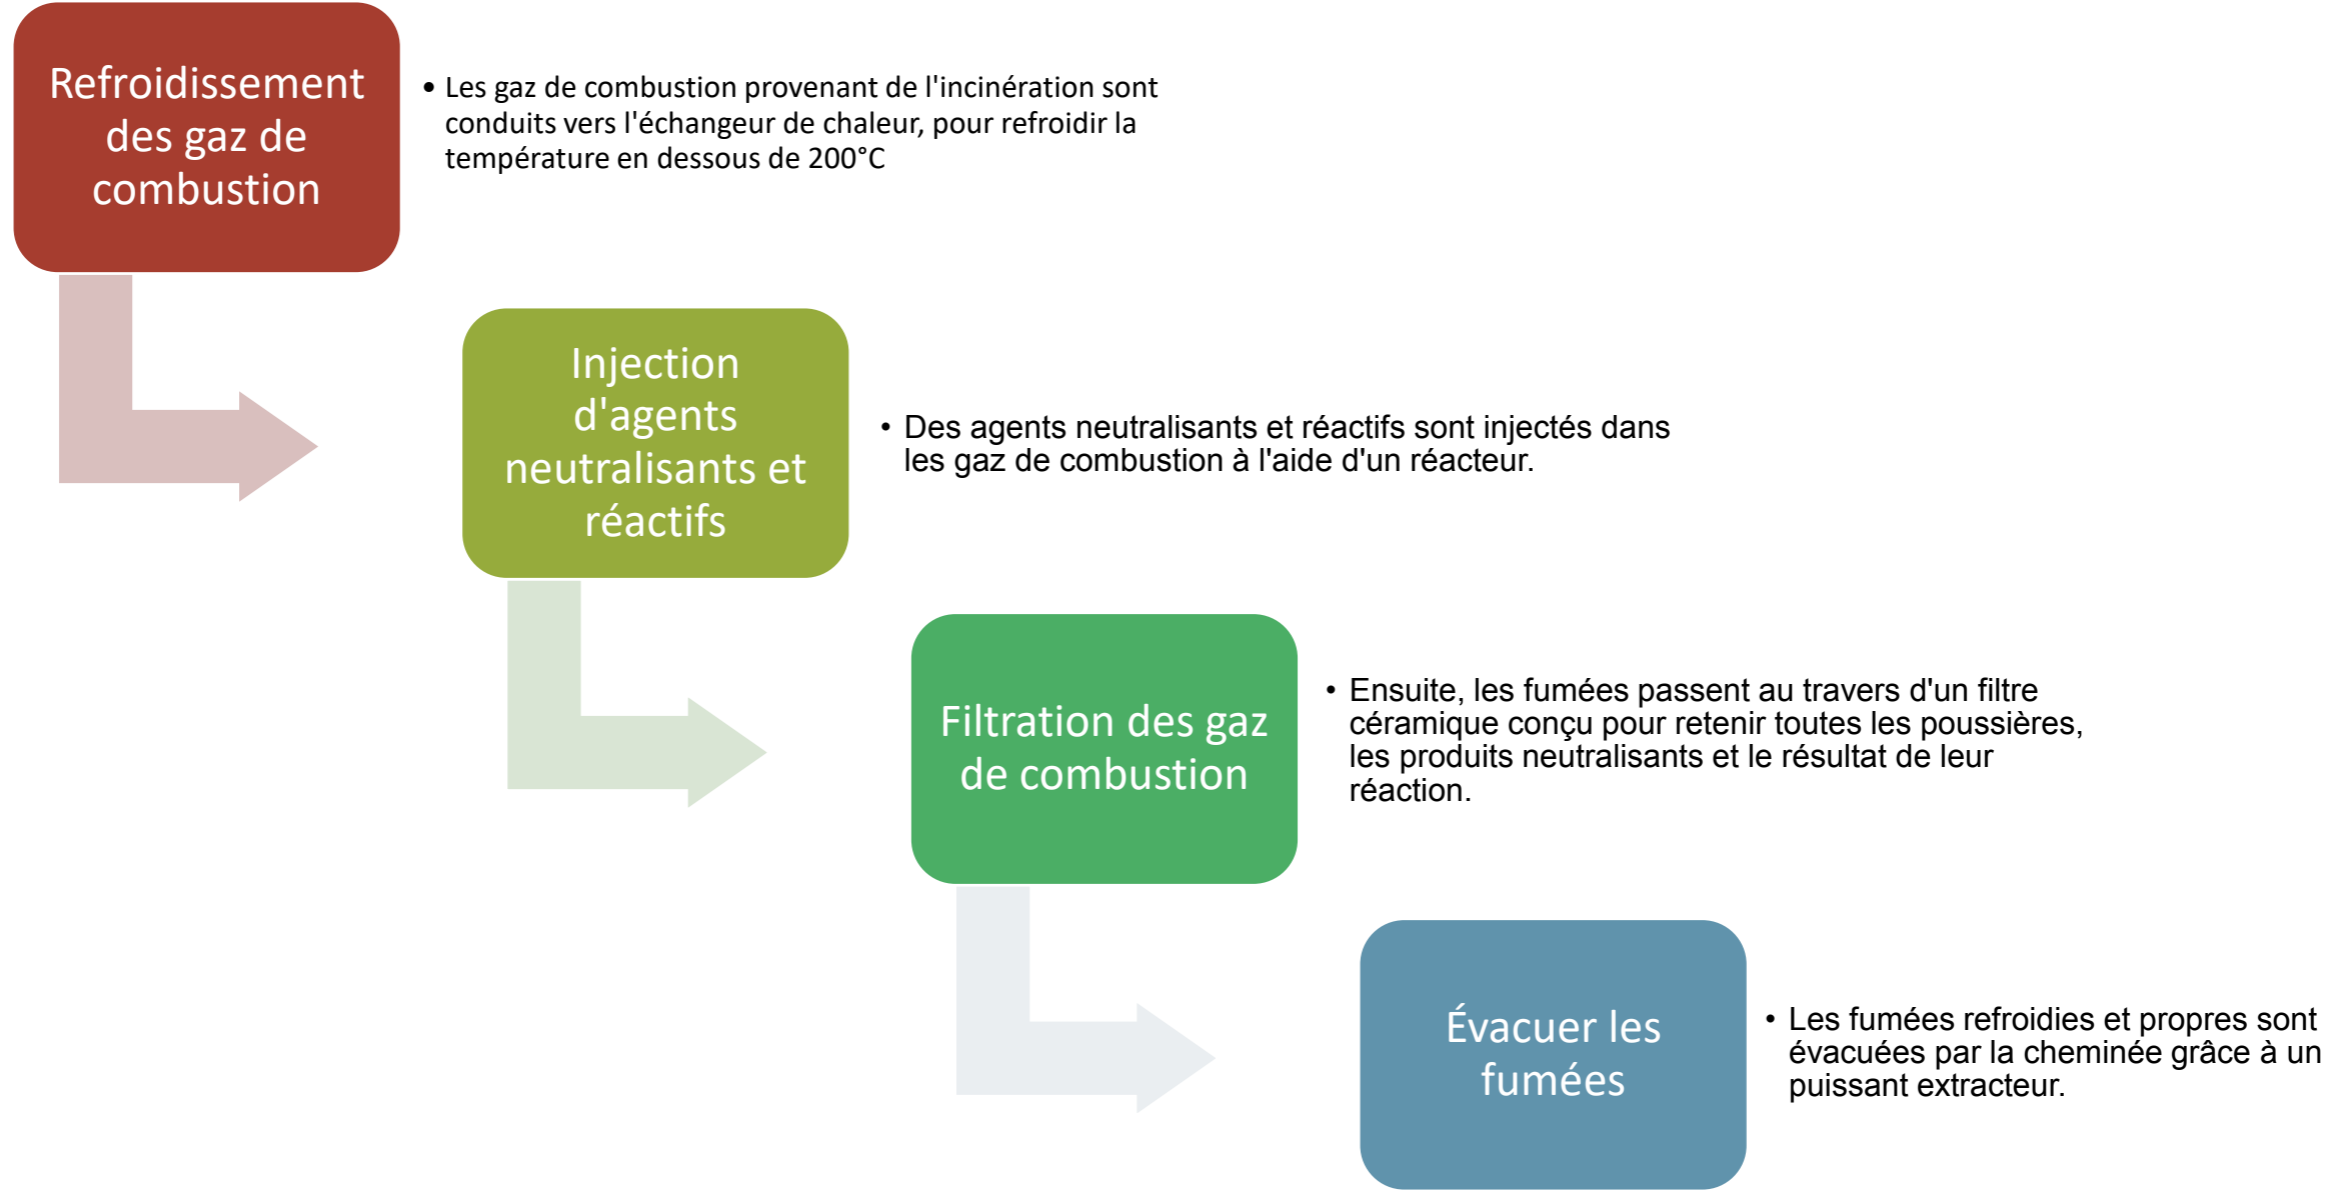 Refroidissement
des gaz de
combustion
• Les gaz de combustion provenant de l'incinération sont
conduits vers l'échangeur de chaleur, pour refroidir la
température en dessous de 200°C
Injection
d'agents
neutralisants et
réactifs
• Des agents neutralisants et réactifs sont injectés dans
les gaz de combustion à l'aide d'un réacteur.
Filtration des gaz
de combustion
• Ensuite, les fumées passent au travers d'un filtre
céramique conçu pour retenir toutes les poussières,
les produits neutralisants et le résultat de leur
réaction.
Évacuer les
fumées
• Les fumées refroidies et propres sont
évacuées par la cheminée grâce à un
puissant extracteur.